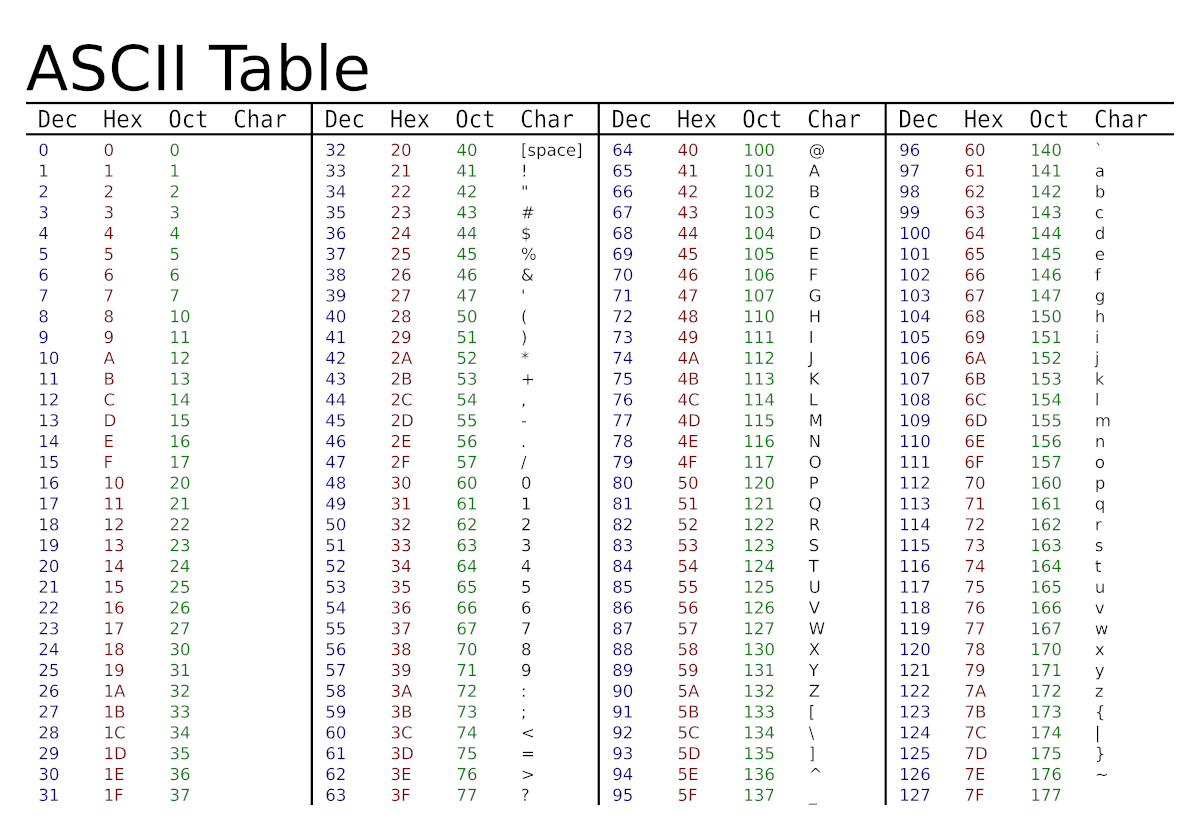 ASCII Table
Dec Hex Oct Char Dec Hex Oct Char Dec Hex Oct Char Dec Hex Oct Char
0 0 0 32 20 40 [space] 64 40 100 @ 96 60 140 `
1 1 1 33 21 41 ! 65 41 101 A 97 61 141 a
2 2 2 34 22 42 " 66 42 102 B 98 62 142 b
3 3 3 35 23 43 # 67 43 103 C 99 63 143 c
4 4 4 36 24 44 $ 68 44 104 D 100 64 144 d
5 5 5 37 25 45 % 69 45 105 E 101 65 145 e
6 6 6 38 26 46 & 70 46 106 F 102 66 146 f
7 7 7 39 27 47 ' 71 47 107 G 103 67 147 g
8 8 10 40 28 50 ( 72 48 110 H 104 68 150 h
9 9 11 41 29 51 ) 73 49 111 I 105 69 151 i
10 A 12 42 2A 52 * 74 4A 112 J 106 6A 152 j
11 B 13 43 2B 53 + 75 4B 113 K 107 6B 153 k
12 C 14 44 2C 54 , 76 4C 114 L 108 6C 154 l
13 D 15 45 2D 55 - 77 4D 115 M 109 6D 155 m
14 E 16 46 2E 56 . 78 4E 116 N 110 6E 156 n
15 F 17 47 2F 57 / 79 4F 117 O 111 6F 157 o
16 10 20 48 30 60 0 80 50 120 P 112 70 160 p
17 11 21 49 31 61 1 81 51 121 Q 113 71 161 q
18 12 22 50 32 62 2 82 52 122 R 114 72 162 r
19 13 23 51 33 63 3 83 53 123 S 115 73 163 s
20 14 24 52 34 64 4 84 54 124 T 116 74 164 t
21 15 25 53 35 65 5 85 55 125 U 117 75 165 u
22 16 26 54 36 66 6 86 56 126 V 118 76 166 v
23 17 27 55 37 67 7 87 57 127 W 119 77 167 w
24 18 30 56 38 70 8 88 58 130 X 120 78 170 x
25 19 31 57 39 71 9 89 59 131 Y 121 79 171 y
26 1A 32 58 3A 72 : 90 5A 132 Z 122 7A 172 z
27 1B 33 59 3B 73 ; 91 5B 133 [ 123 7B 173 {
28 1C 34 60 3C 74 < 92 5C 134 \ 124 7C 174 |
29 1D 35 61 3D 75 = 93 5D 135 ] 125 7D 175 }
30 1E 36 62 3E 76 > 94 5E 136 ^ 126 7E 176 ~
31 1F 37 63 3F 77 ? 95 5F 137 _ 127 7F 177